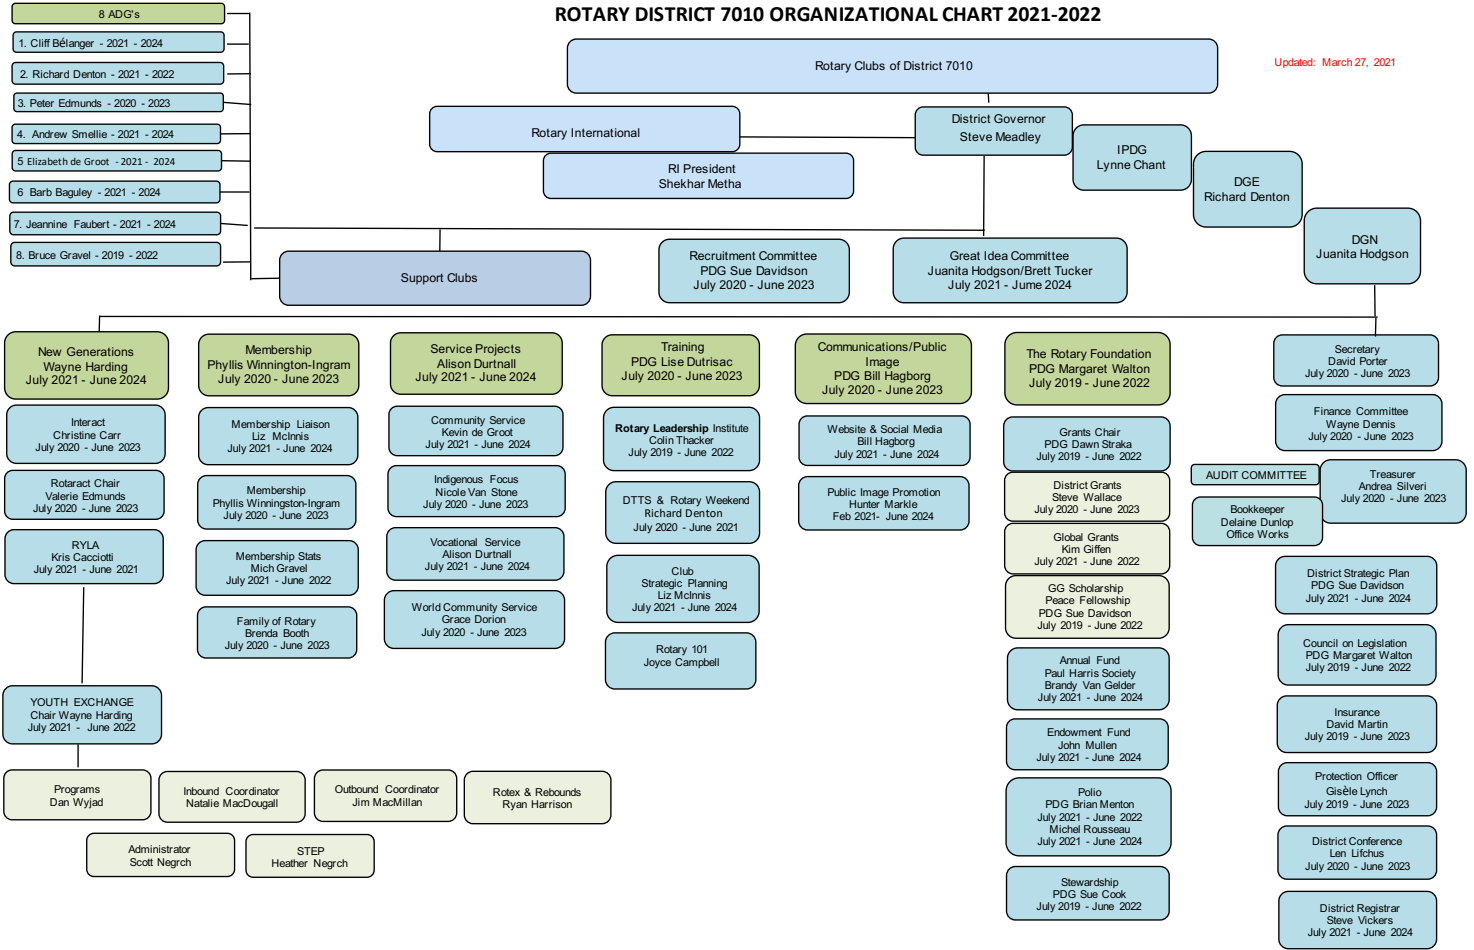 ROTARY DISTRICT 7010 ORGANIZATIONAL CHART 2021-2022
Updated: March 27, 2021
8 ADG's
1. Cliff Bélanger - 2021 - 2024
2. Richard Denton - 2021 - 2022
3. Peter Edmunds - 2020 - 2023
4. Andrew Smellie - 2021 - 2024
5 Elizabeth de Groot - 2021 - 2024
6 Barb Baguley - 2021 - 2024
7. Jeannine Faubert - 2021 - 2024
8. Bruce Gravel - 2019 - 2022
Rotary Clubs of District 7010
Rotary International
RI President
Shekhar Metha
District Governor
Steve Meadley
IPDG
Lynne Chant
DGE
Richard Denton
DGN
Juanita Hodgson
Support Clubs
Recruitment Committee
PDG Sue Davidson
July 2020 - June 2023
Great Idea Committee
Juanita Hodgson/Brett Tucker
July 2021 - Jume 2024
New Generations
Wayne Harding
July 2021 - June 2024
Interact
Christine Carr
July 2020 - June 2023
Rotaract Chair
Valerie Edmunds
July 2020 - June 2023
RYLA
Kris Cacciotti
July 2021 - June 2021
YOUTH EXCHANGE
Chair Wayne Harding
July 2021 - June 2022
Programs
Dan Wyjad
Inbound Coordinator
Natalie MacDougall
Outbound Coordinator
Jim MacMillan
Rotex & Rebounds
Ryan Harrison
Administrator
Scott Negrch
STEP
Heather Negrch
Membership
Phyllis Winnington-Ingram
July 2020 - June 2023
Membership Liaison
Liz McInnis
July 2021 - June 2024
Membership
Phyllis Winningston-Ingram
July 2020 - June 2023
Membership Stats
Mich Gravel
July 2021 - June 2022
Family of Rotary
Brenda Booth
July 2020 - June 2023
Service Projects
Alison Durtnall
July 2021 - June 2024
Community Service
Kevin de Groot
July 2021 - June 2024
Indigenous Focus
Nicole Van Stone
July 2020 - June 2023
Vocational Service
Alison Durtnall
July 2021 - June 2024
World Community Service
Grace Dorion
July 2020 - June 2023
Training
PDG Lise Dutrisac
July 2020 - June 2023
Rotary Leadership Institute
Colin Thacker
July 2019 - June 2022
DTTS & Rotary Weekend
Richard Denton
July 2020 - June 2021
Club
Strategic Planning
Liz McInnis
July 2021 - June 2024
Rotary 101
Joyce Campbell
Communications/Public
Image
PDG Bill Hagborg
July 2020 - June 2023
Website & Social Media
Bill Hagborg
July 2021 - June 2024
Public Image Promotion
Hunter Markle
Feb 2021- June 2024
The Rotary Foundation
PDG Margaret Walton
July 2019 - June 2022
Grants Chair
PDG Dawn Straka
July 2019 - June 2022
District Grants
Steve Wallace
July 2020 - June 2023
Global Grants
Kim Giffen
July 2021 - June 2022
GG Scholarship
Peace Fellowship
PDG Sue Davidson
July 2019 - June 2022
Annual Fund
Paul Harris Society
Brandy Van Gelder
July 2021 - June 2024
Endowment Fund
John Mullen
July 2021 - June 2024
Polio
PDG Brian Menton
July 2021 - June 2022
Michel Rousseau
July 2021 - June 2024
Stewardship
PDG Sue Cook
July 2019 - June 2022
Secretary
David Porter
July 2020 - June 2023
Finance Committee
Wayne Dennis
July 2020 - June 2023
AUDIT COMMITTEE
Treasurer
Andrea Silveri
July 2020 - June 2023
Bookkeeper
Delaine Dunlop
Office Works
District Strategic Plan
PDG Sue Davidson
July 2021 - June 2024
Council on Legislation
PDG Margaret Walton
July 2019 - June 2022
Insurance
David Martin
July 2019 - June 2023
Protection Officer
Gisèle Lynch
July 2019 - June 2023
District Conference
Len Lifchus
July 2020 - June 2023
District Registrar
Steve Vickers
July 2021 - June 2024